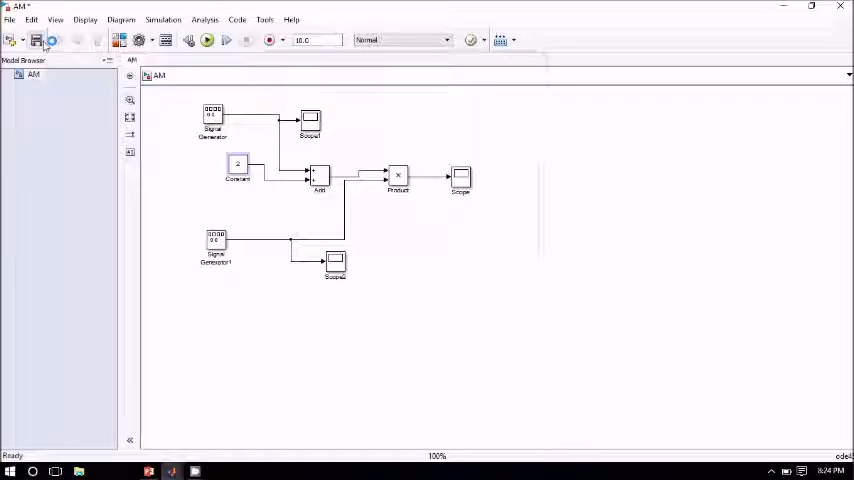 AM *
File Edit View Display Diagram Simulation Analysis Code Tools Help
10.0 Normal
Model Browser AM
AM AM
Signal
Generator
Scope1
2
Constant
Add
×
Product
Scope
Signal
Generator1
Scope2
Ready 100% ode45
8:24 PM